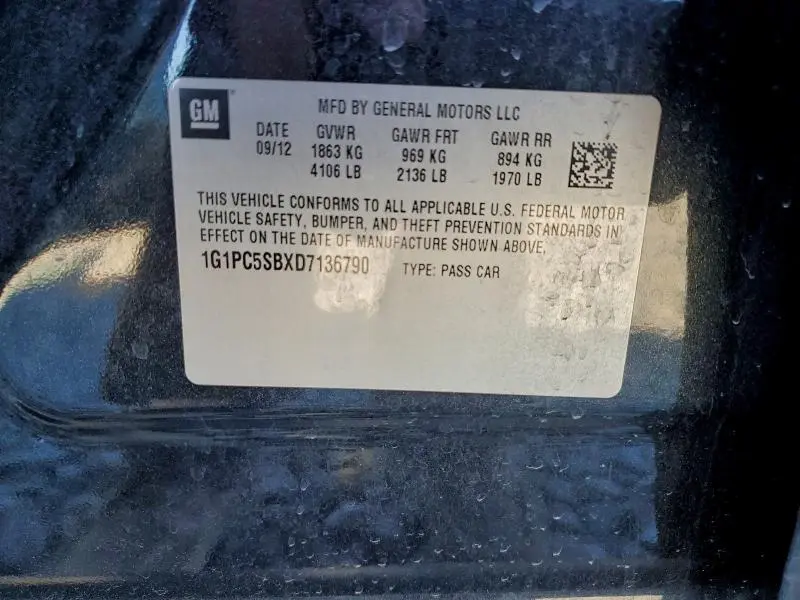 GM
MFD BY GENERAL MOTORS LLC
DATE GVWR GAWR FRT GAWR RR
09/12 1863 KG 969 KG 894 KG
4106 LB 2136 LB 1970 LB
THIS VEHICLE CONFORMS TO ALL APPLICABLE U.S. FEDERAL MOTOR
VEHICLE SAFETY, BUMPER, AND THEFT PREVENTION STANDARDS IN
EFFECT ON THE DATE OF MANUFACTURE SHOWN ABOVE.
1G1PC5SBXD7136790 TYPE: PASS CAR